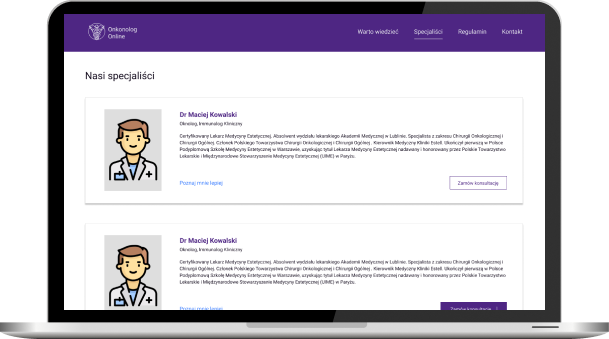 Onkonolog
Online
Warto wiedzieć Specjaliści Regulamin Kontakt
Nasi specjaliści
Dr Maciej Kowalski
Oknolog, Immunolog Kliniczny
Certyfikowany Lekarz Medycyny Estetycznej. Absolwent wydziału lekarskiego Akademii Medycznej w Lublinie. Specjalista z zakresu Chirurgii Onkologicznej i
Chirurgii Ogólnej. Członek Polskiego Towarzystwa Chirurgii Onkologicznej i Chirurgii Ogólnej . Kierownik Medyczny Kliniki Estell. Ukończył pierwszą w Polsce
Podyplomową Szkołę Medycyny Estetycznej w Warszawie, uzyskując tytuł Lekarza Medycyny Estetycznej nadawany i honorowany przez Polskie Towarzystwo
Lekarskie i Międzynarodowe Stowarzyszenie Medycyny Estetycznej (UIME) w Paryżu.
Poznaj mnie lepiej Zamów konsultację
Dr Maciej Kowalski
Oknolog, Immunolog Kliniczny
Certyfikowany Lekarz Medycyny Estetycznej. Absolwent wydziału lekarskiego Akademii Medycznej w Lublinie. Specjalista z zakresu Chirurgii Onkologicznej i
Chirurgii Ogólnej. Członek Polskiego Towarzystwa Chirurgii Onkologicznej i Chirurgii Ogólnej . Kierownik Medyczny Kliniki Estell. Ukończył pierwszą w Polsce
Podyplomową Szkołę Medycyny Estetycznej w Warszawie, uzyskując tytuł Lekarza Medycyny Estetycznej nadawany i honorowany przez Polskie Towarzystwo
Lekarskie i Międzynarodowe Stowarzyszenie Medycyny Estetycznej (UIME) w Paryżu.
Poznaj mnie lepiej Zamów konsultację